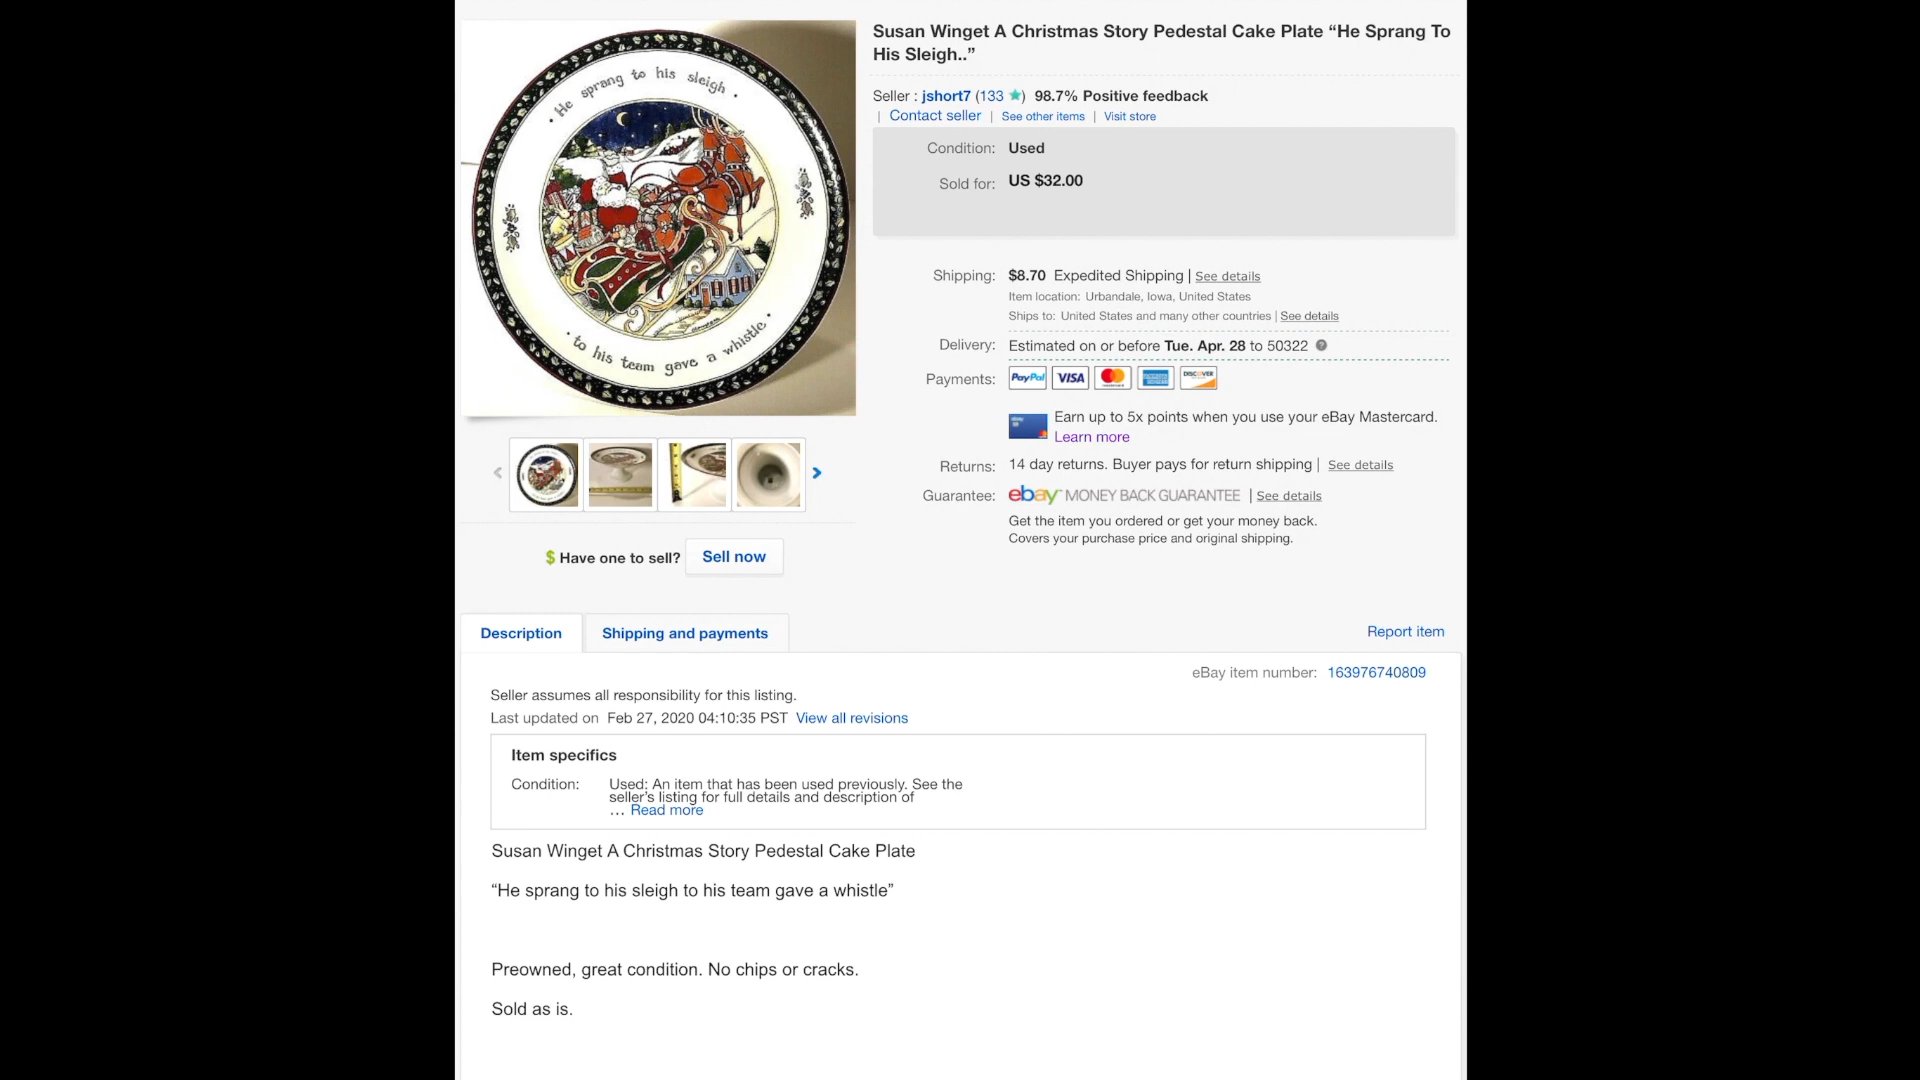 Susan Winget A Christmas Story Pedestal Cake Plate “He Sprang To
His Sleigh..”
• He sprang to his sleigh •
• to his team gave a whistle •
Seller : jshort7 (133 ) 98.7% Positive feedback
| Contact seller | See other items | Visit store
Condition: Used
Sold for: US $32.00
Shipping: $8.70 Expedited Shipping | See details
Item location: Urbandale, Iowa, United States
Ships to: United States and many other countries | See details
Delivery: Estimated on or before Tue. Apr. 28 to 50322 ?
Payments: PayPal VISA DISCOVER
Earn up to 5x points when you use your eBay Mastercard.
Learn more
Returns: 14 day returns. Buyer pays for return shipping | See details
Guarantee: ebay MONEY BACK GUARANTEE | See details
Get the item you ordered or get your money back.
Covers your purchase price and original shipping.
$ Have one to sell? Sell now
Description Shipping and payments Report item
eBay item number: 163976740809
Seller assumes all responsibility for this listing.
Last updated on Feb 27, 2020 04:10:35 PST View all revisions
Item specifics
Condition: Used: An item that has been used previously. See the
seller’s listing for full details and description of
... Read more
Susan Winget A Christmas Story Pedestal Cake Plate
“He sprang to his sleigh to his team gave a whistle”
Preowned, great condition. No chips or cracks.
Sold as is.